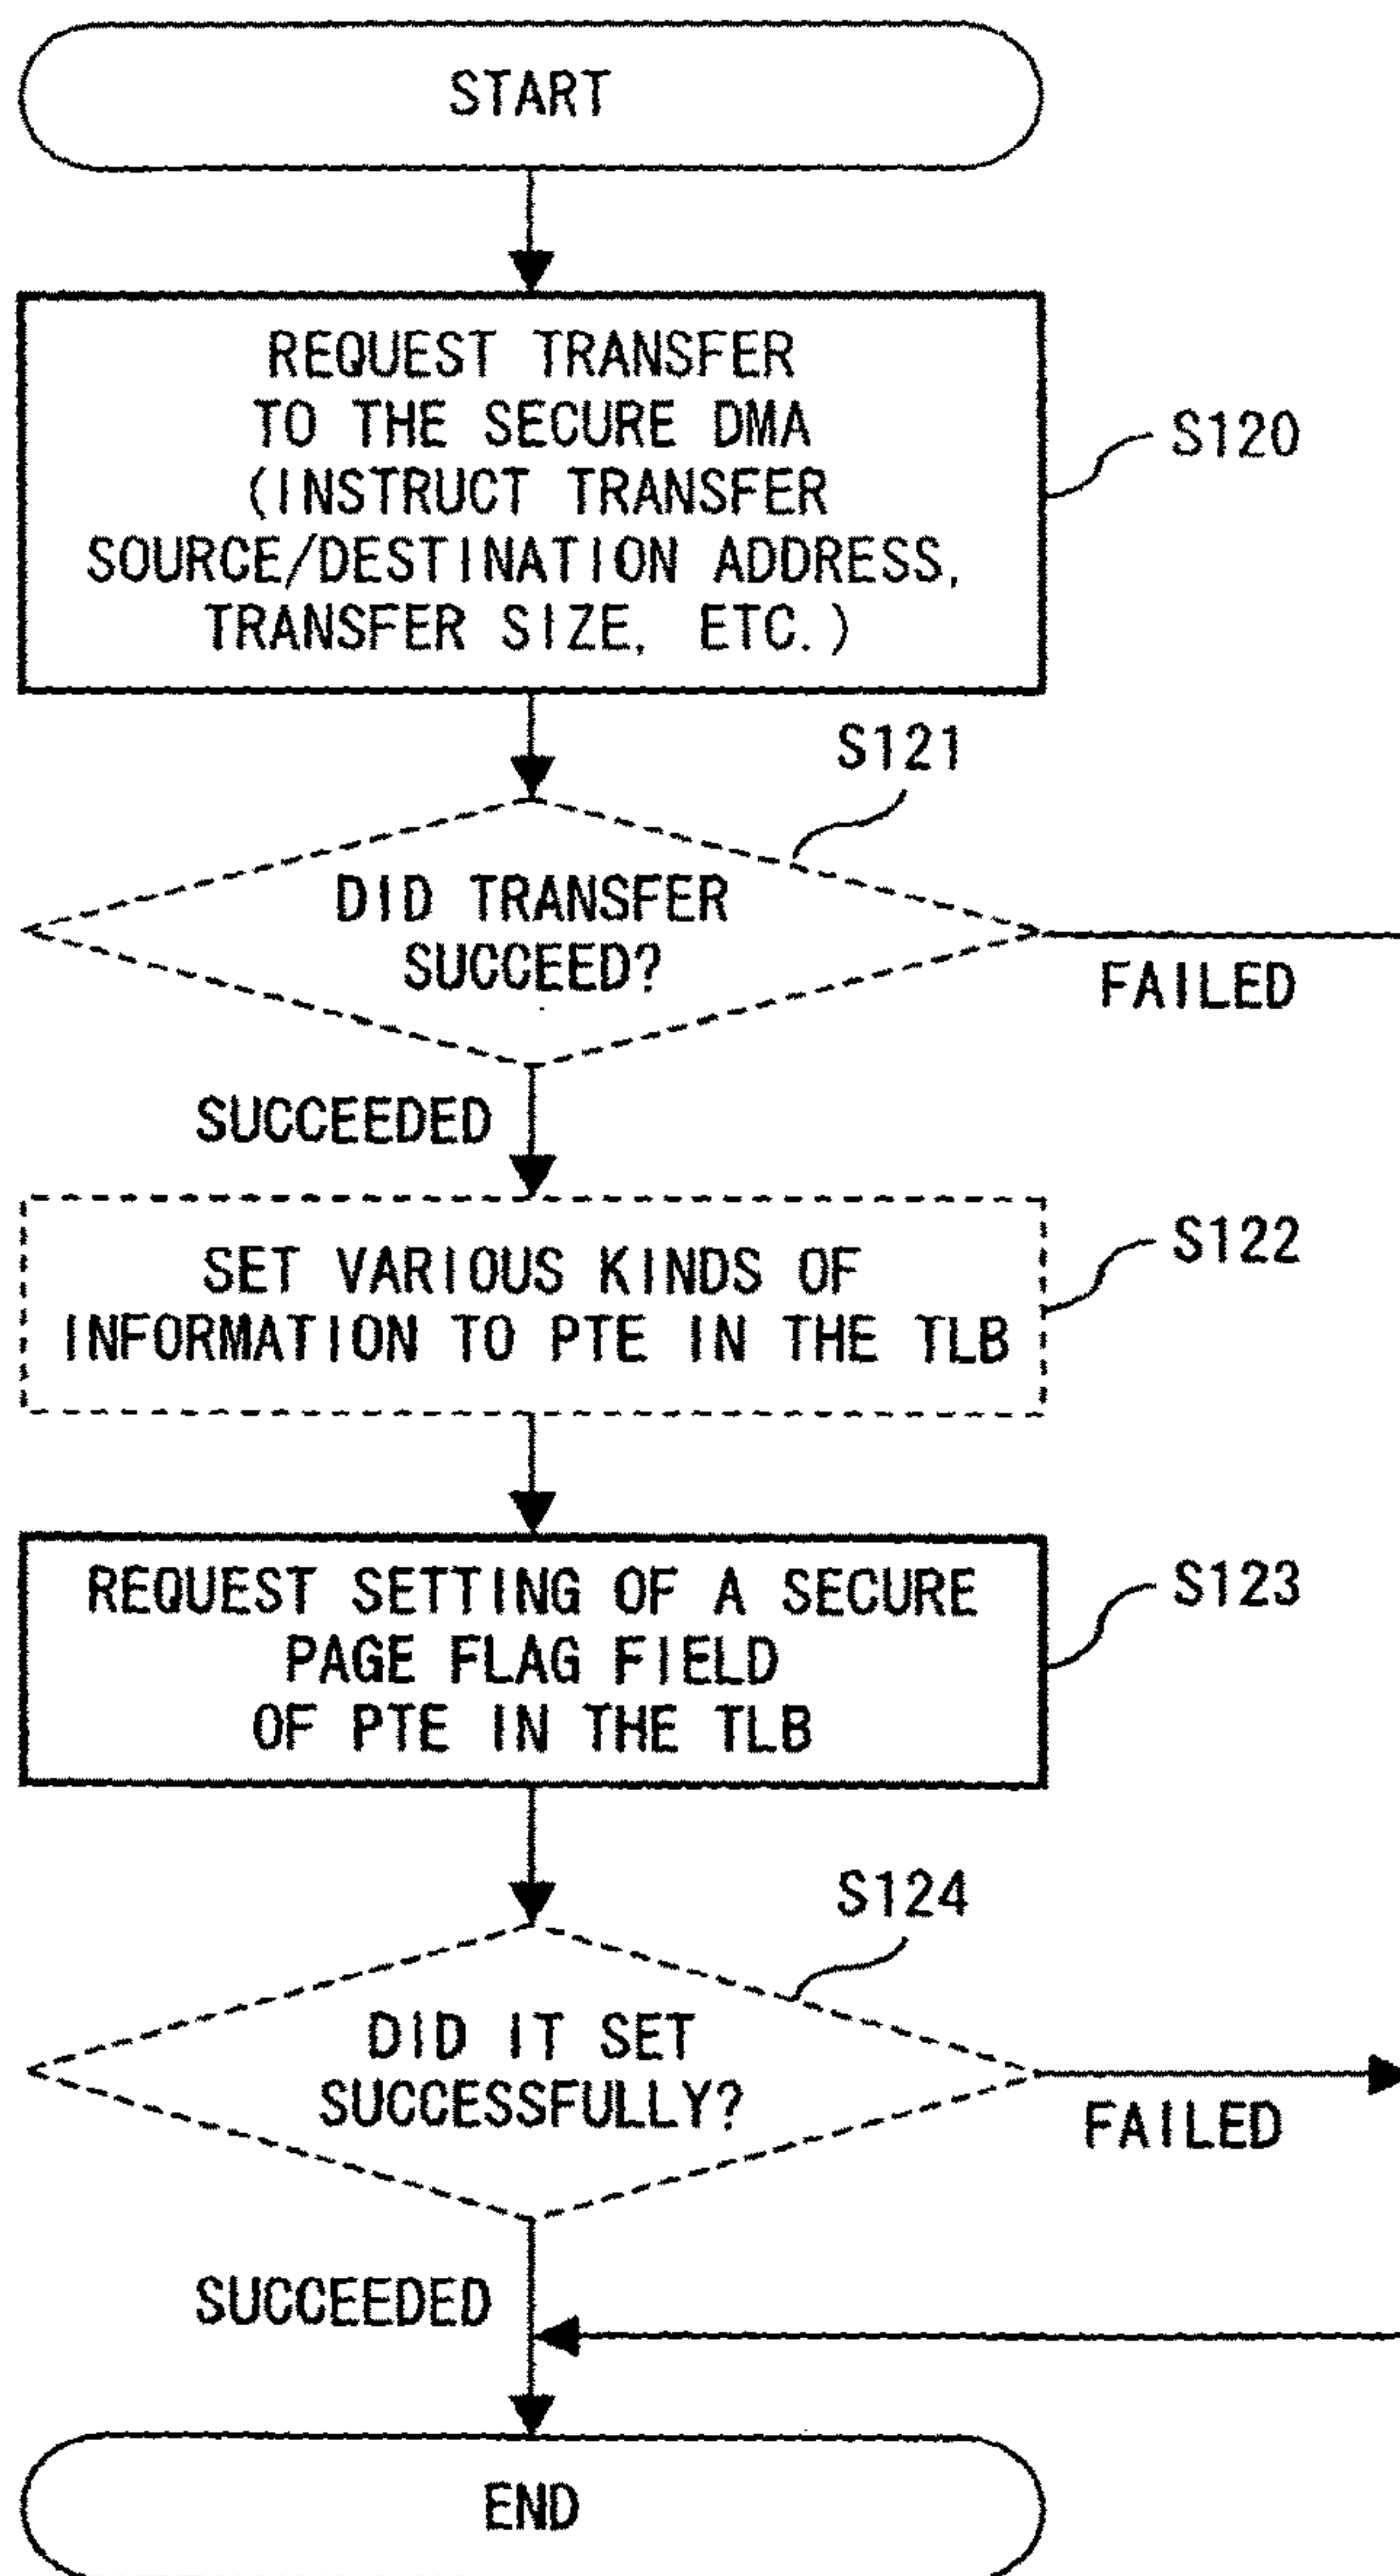 START
REQUEST TRANSFER
TO THE SECURE DMA
(INSTRUCT TRANSFER
SOURCE/DESTINATION ADDRESS,
TRANSFER SIZE, ETC.)
S120
S121
DID TRANSFER
SUCCEED?
FAILED
SUCCEEDED
SET VARIOUS KINDS OF
INFORMATION TO PTE IN THE TLB
S122
REQUEST SETTING OF A SECURE
PAGE FLAG FIELD
OF PTE IN THE TLB
S123
S124
DID IT SET
SUCCESSFULLY?
FAILED
SUCCEEDED
END